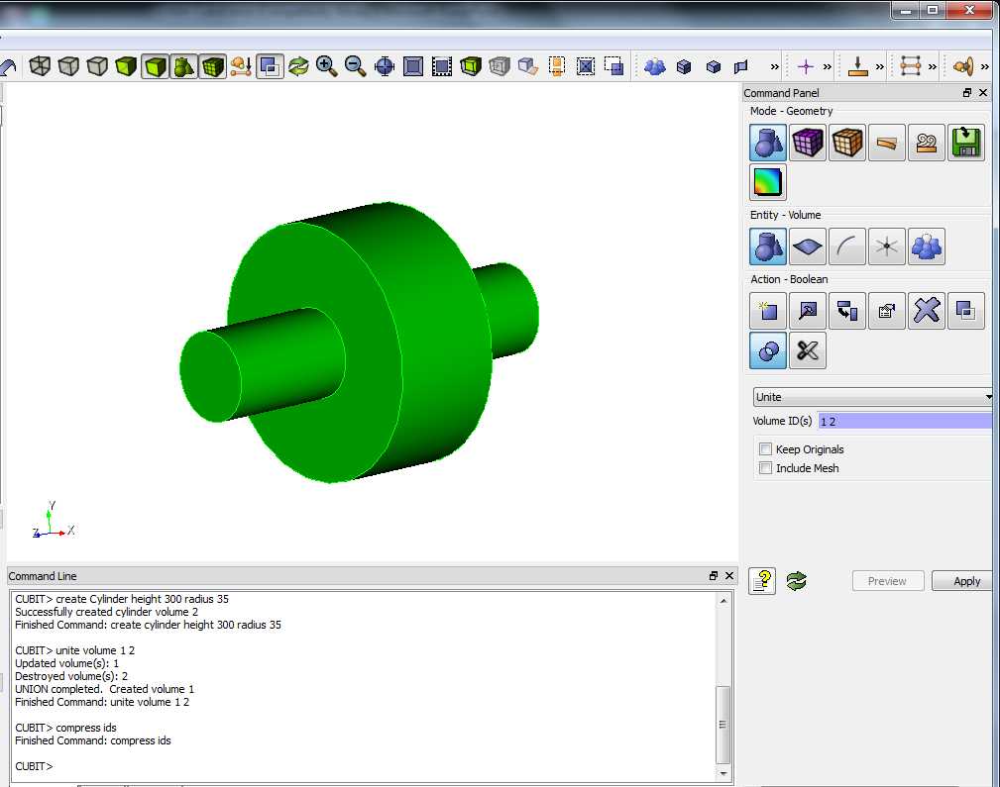 Command Panel
Mode - Geometry
Entity - Volume
Action - Boolean
Unite
Volume ID(s) 1 2
Keep Originals
Include Mesh
Preview Apply
Y
Z X
Command Line
CUBIT> create Cylinder height 300 radius 35
Successfully created cylinder volume 2
Finished Command: create cylinder height 300 radius 35
CUBIT> unite volume 1 2
Updated volume(s): 1
Destroyed volume(s): 2
UNION completed. Created volume 1
Finished Command: unite volume 1 2
CUBIT> compress ids
Finished Command: compress ids
CUBIT>